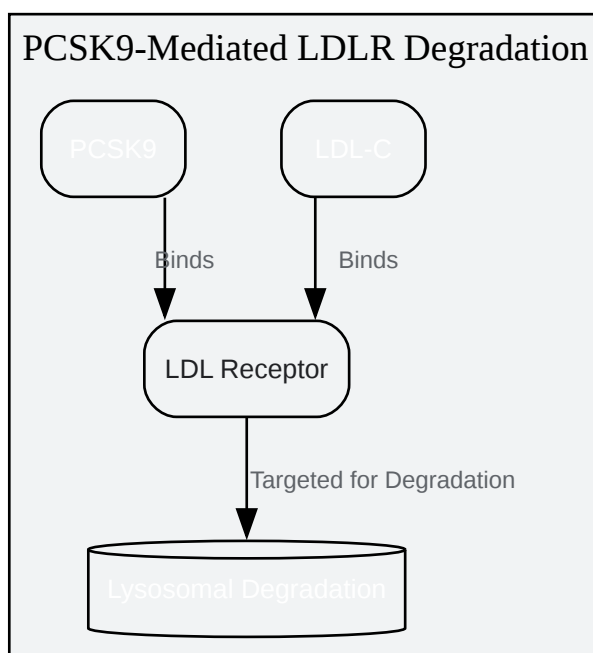 PCSK9-Mediated LDLR Degradation
PCSK9
LDL-C
Binds
Binds
LDL Receptor
Targeted for Degradation
Lysosomal Degradation